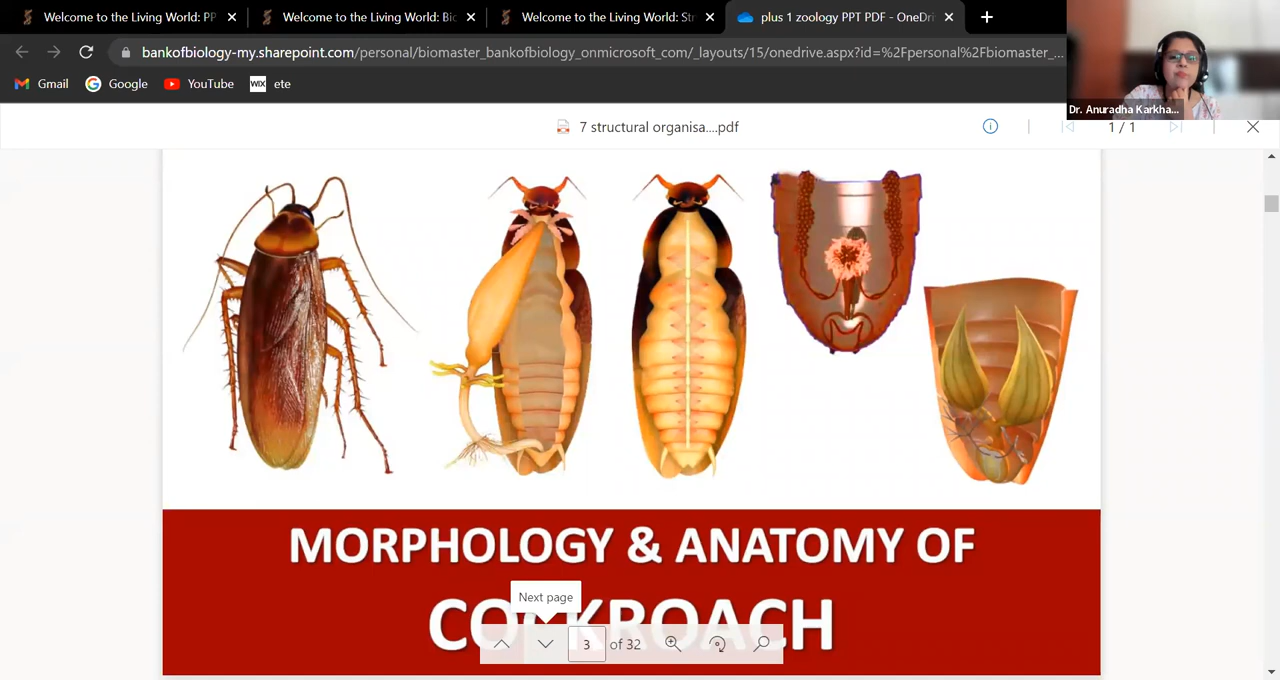 Welcome to the Living World: PP
Welcome to the Living World: Bio
Welcome to the Living World: Str
plus 1 zoology PPT PDF - OneDri
bankofbiology-my.sharepoint.com/personal/biomaster_bankofbiology_onmicrosoft_com/_layouts/15/onedrive.aspx?id=%2Fpersonal%2Fbiomaster_...
Gmail
Google
YouTube
WIX
ete
Dr. Anuradha Karkha...
7 structural organisa....pdf
1 / 1
MORPHOLOGY & ANATOMY OF
COCKROACH
Next page
3 of 32